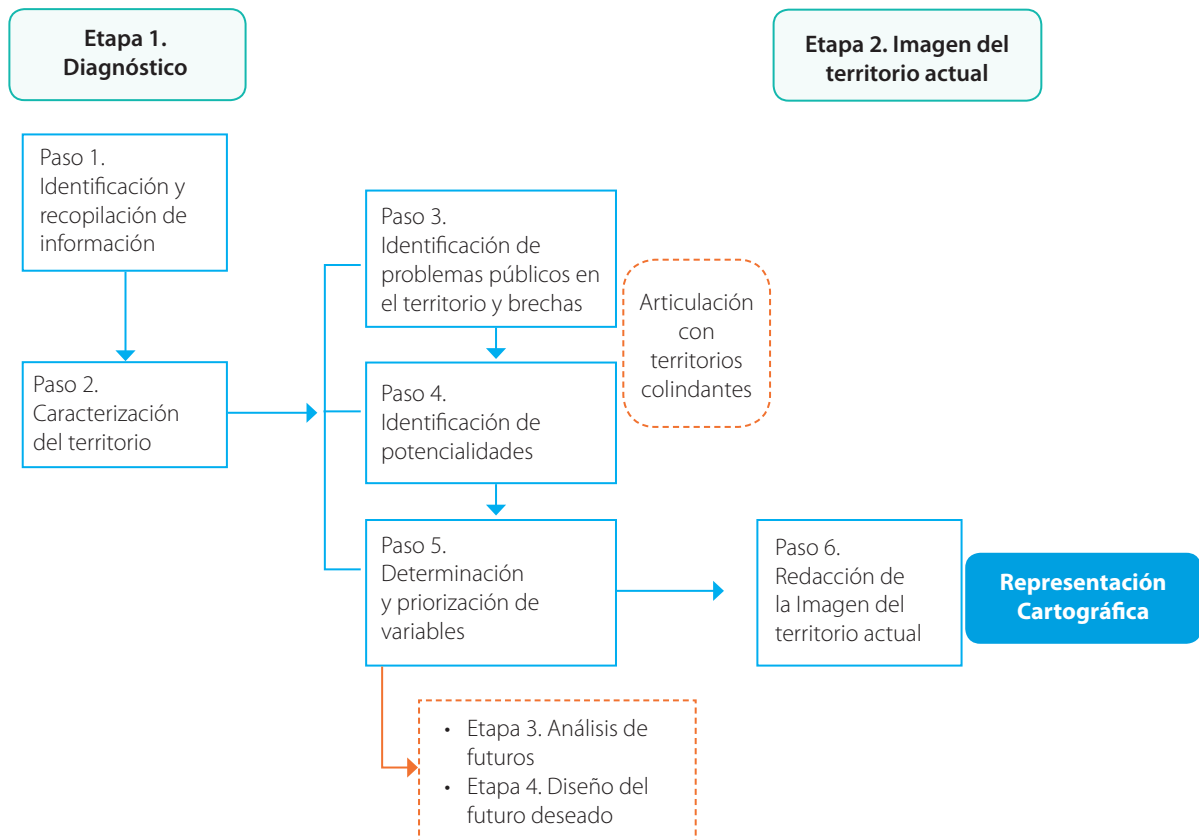 Etapa 1.
Diagnóstico
Etapa 2. Imagen del
territorio actual
Paso 1.
Identificación y
recopilación de
información
Paso 2.
Caracterización
del territorio
Paso 3.
Identificación de
problemas públicos en
el territorio y brechas
Articulación
con
territorios
colindantes
Paso 4.
Identificación de
potencialidades
Paso 5.
Determinación
y priorización de
variables
Paso 6.
Redacción de
la Imagen del
territorio actual
Representación
Cartográfica
• Etapa 3. Análisis de
futuros
• Etapa 4. Diseño del
futuro deseado